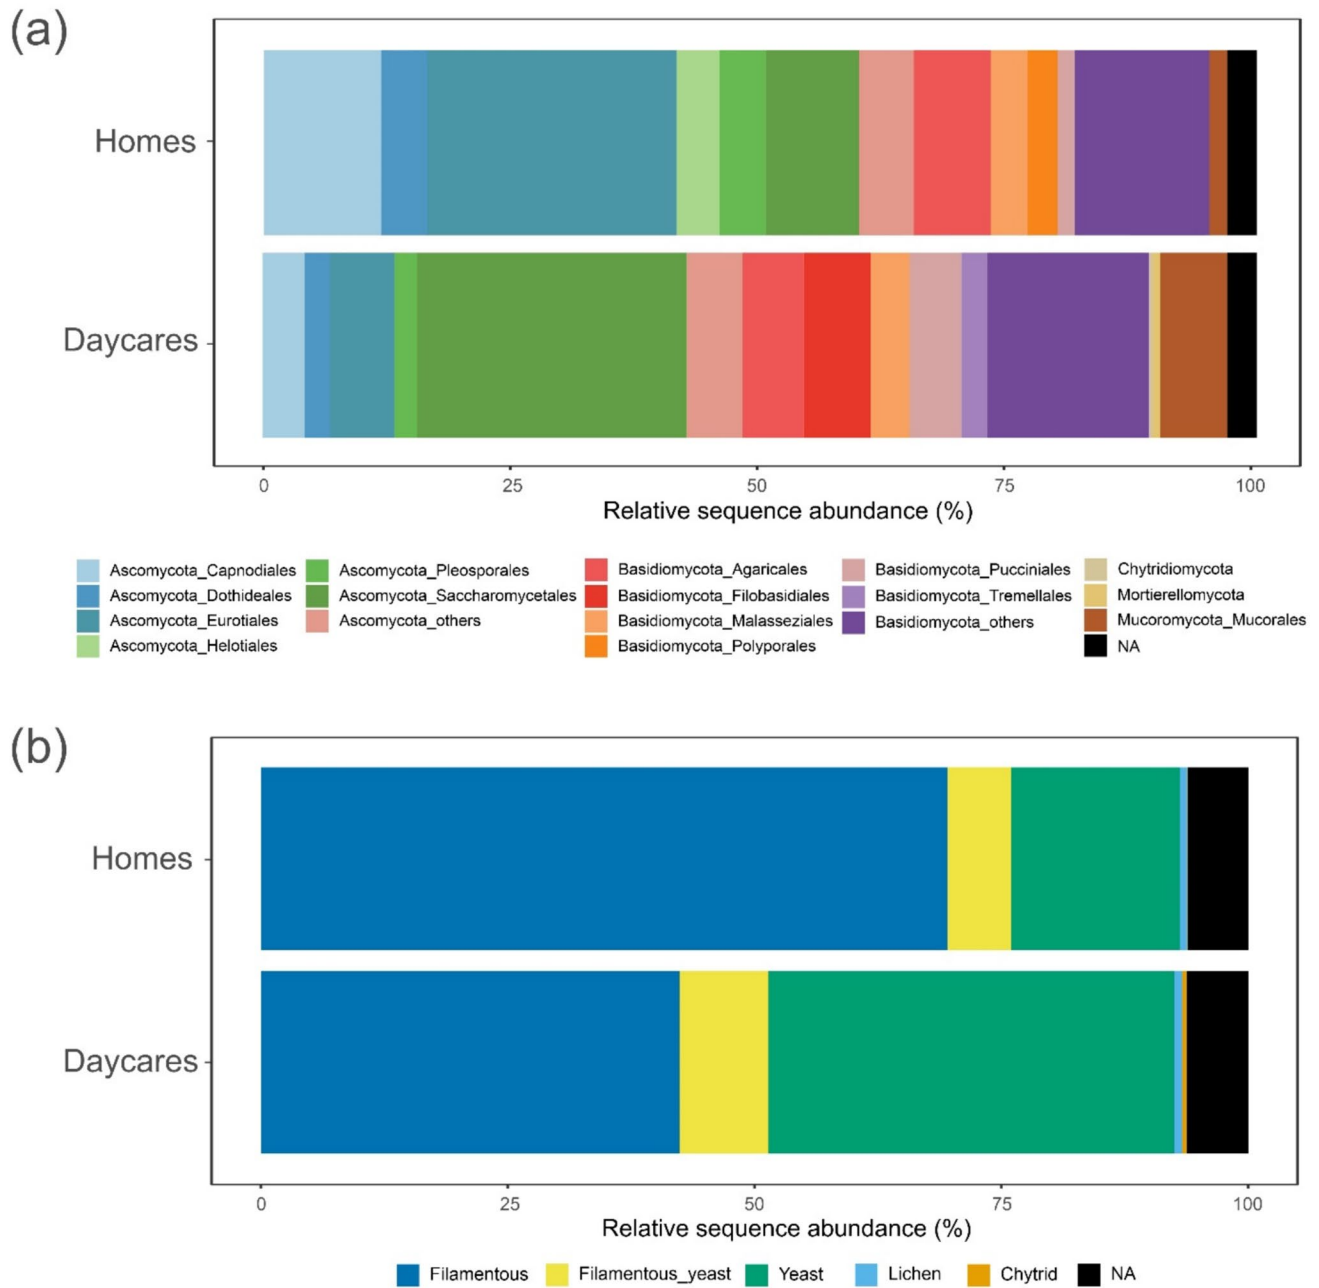 (a)
Homes
Daycares
0 25 50 75 100
Relative sequence abundance (%)
Ascomycota_Capnodiales Ascomycota_Pleosporales Basidiomycota_Agaricales Basidiomycota_Pucciniales Chytridiomycota
Ascomycota_Dothideales Ascomycota_Saccharomycetales Basidiomycota_Filobasidiales Basidiomycota_Tremellales Mortierellomycota
Ascomycota_Eurotiales Ascomycota_others Basidiomycota_Malasseziales Basidiomycota_others Mucoromycota_Mucorales
Ascomycota_Helotiales Basidiomycota_Polyporales NA
(b)
Homes
Daycares
0 25 50 75 100
Relative sequence abundance (%)
Filamentous Filamentous_yeast Yeast Lichen Chytrid NA